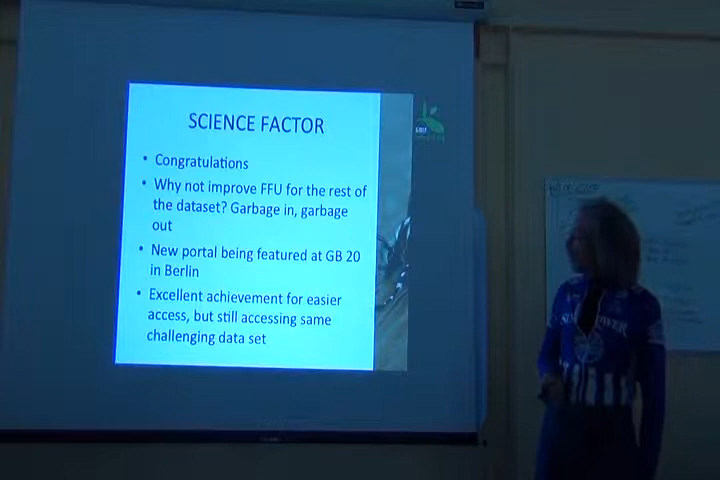 SCIENCE FACTOR
• Congratulations
• Why not improve FFU for the rest of
the dataset? Garbage in, garbage
out
• New portal being featured at GB 20
in Berlin
• Excellent achievement for easier
access, but still accessing same
challenging data set